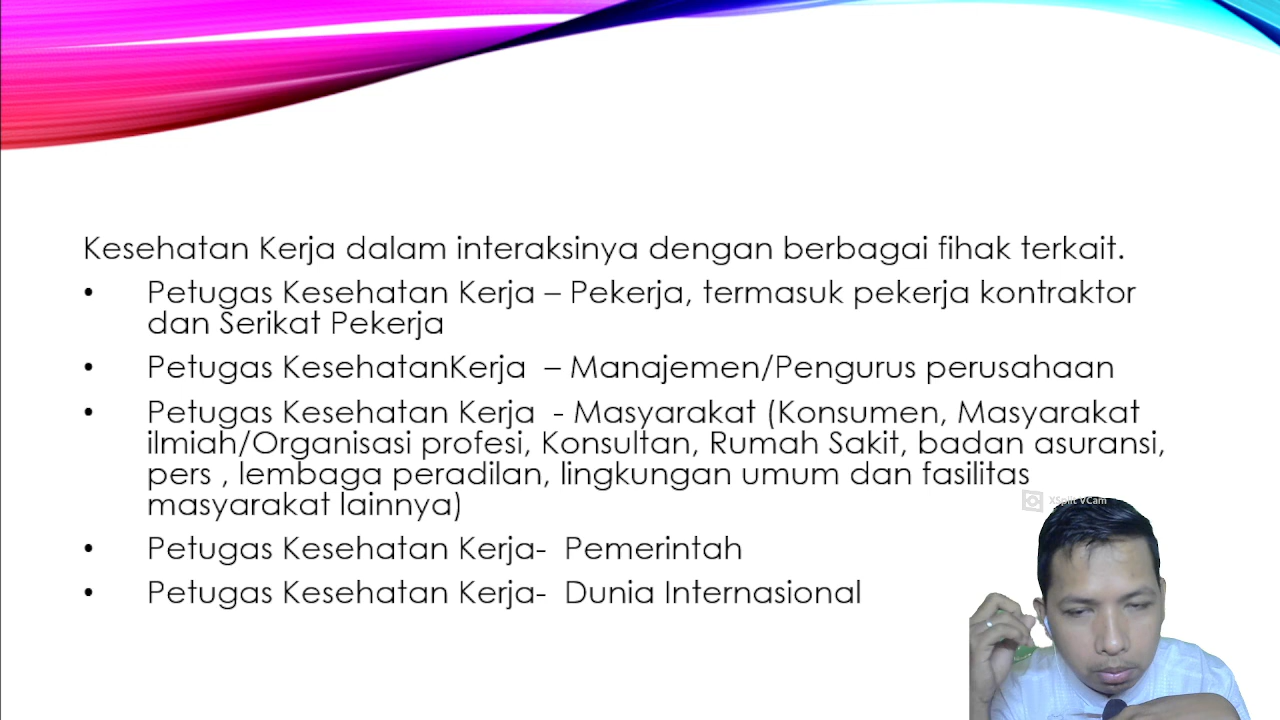 Kesehatan Kerja dalam interaksinya dengan berbagai fihak terkait.
• Petugas Kesehatan Kerja – Pekerja, termasuk pekerja kontraktor
dan Serikat Pekerja
• Petugas KesehatanKerja – Manajemen/Pengurus perusahaan
• Petugas Kesehatan Kerja - Masyarakat (Konsumen, Masyarakat
ilmiah/Organisasi profesi, Konsultan, Rumah Sakit, badan asuransi,
pers , lembaga peradilan, lingkungan umum dan fasilitas
masyarakat lainnya)
• Petugas Kesehatan Kerja- Pemerintah
• Petugas Kesehatan Kerja- Dunia Internasional
XSplit VCam